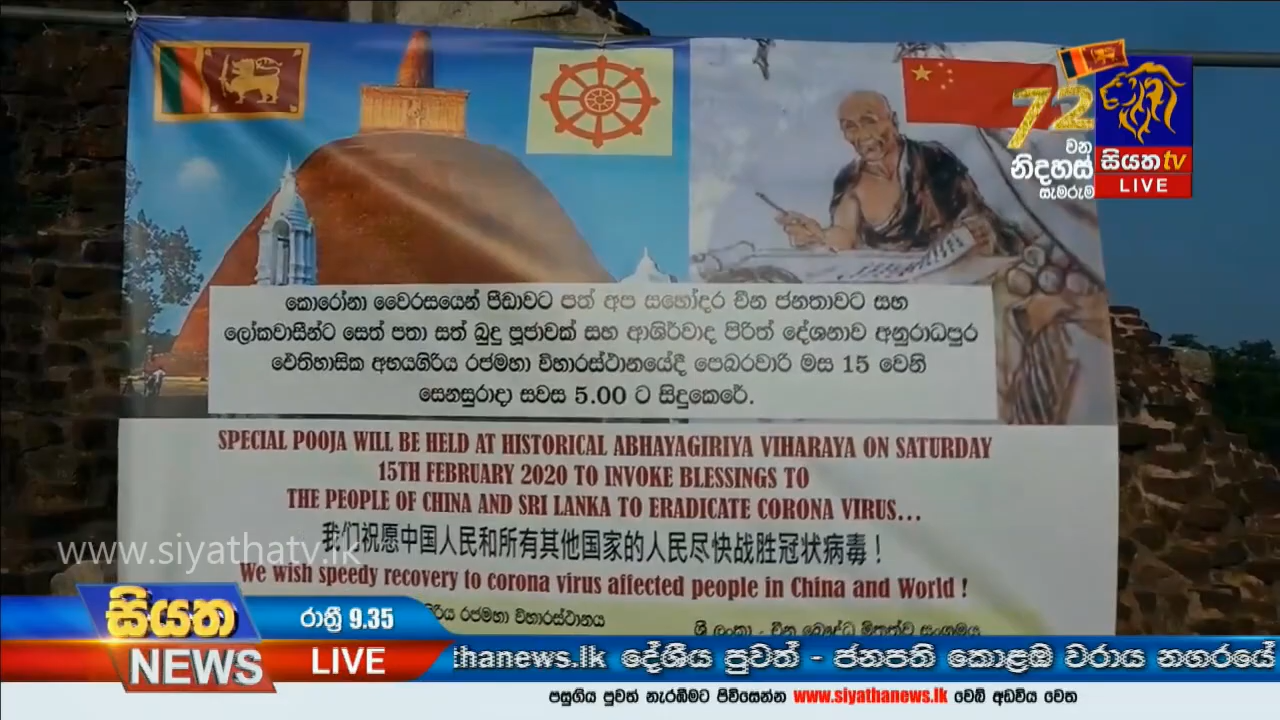 72
වන
නිදහස්
සැමරුම
සියත tv
LIVE
කොරෝනා වෛරසයෙන් පීඩාවට පත් අප සහෝදර චීන ජනතාවට සහ
ලෝකවාසීන්ට සෙත් පතා සත් බුදු පූජාවක් සහ ආශිර්වාද පිරිත් දේශනාව අනුරාධපුර
ඓතිහාසික අභයගිරිය රජමහා විහාරස්ථානයේදී පෙබරවාරි මස 15 වෙනි
සෙනසුරාදා සවස 5.00 ට සිදුකෙරේ.
SPECIAL POOJA WILL BE HELD AT HISTORICAL ABHAYAGIRIYA VIHARAYA ON SATURDAY
15TH FEBRUARY 2020 TO INVOKE BLESSINGS TO
THE PEOPLE OF CHINA AND SRI LANKA TO ERADICATE CORONA VIRUS...
我们祝愿中国人民和所有其他国家的人民尽快战胜冠状病毒！
www.siyathatv.lk
We wish speedy recovery to corona virus affected people in China and World !
රජමහා විහාරස්ථානය
ශ්‍රී ලංකා - චීන බෞද්ධ මිත්‍රත්ව සංගමය
සියත
NEWS
රාත්‍රී 9.35
LIVE
thanews.lk දේශීය පුවත් - ජනපති කොළඹ වරාය නගරයේ
පසුගිය පුවත් නැරඹීමට පිවිසෙන්න www.siyathanews.lk වෙබ් අඩවිය වෙත